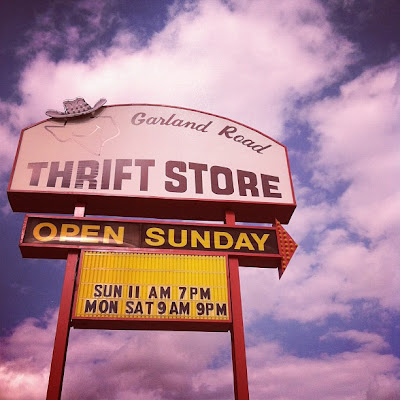 Garland Road
THRIFT STORE
OPEN SUNDAY
SUN 11 AM 7PM
MON SAT 9 AM 9PM